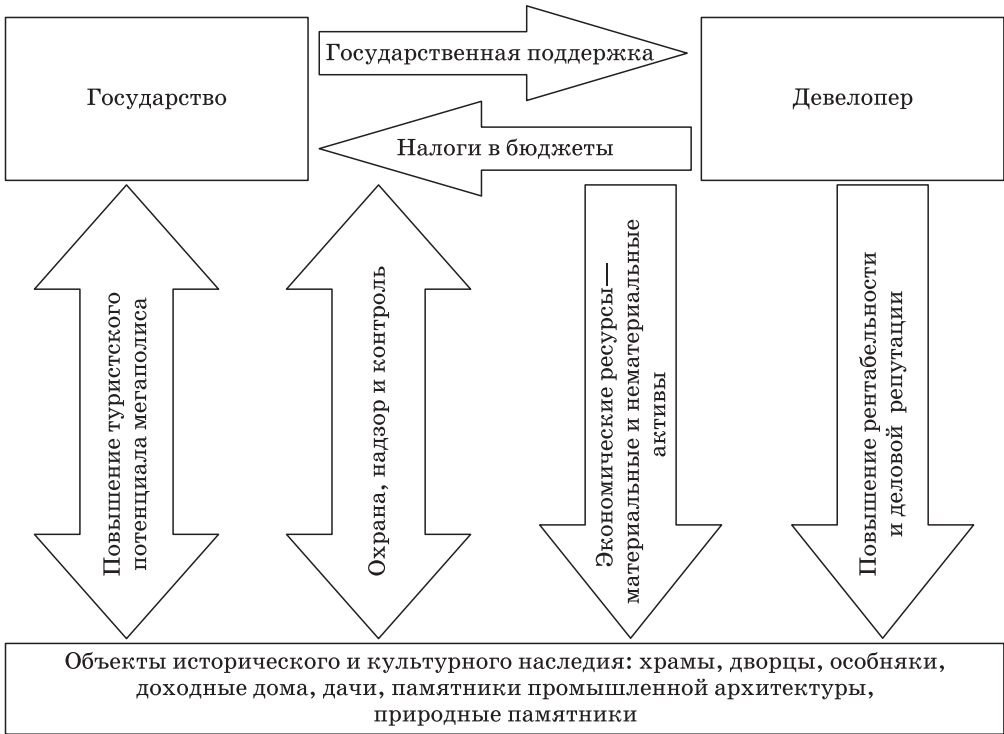 Государство
Государственная поддержка
Девелопер
Налоги в бюджеты
Повышение туристского
потенциала мегаполиса
Охрана, надзор и контроль
Экономические ресурсы—
материальные и нематериальные
активы
Повышение рентабельности
и деловой репутации
Объекты исторического и культурного наследия: храмы, дворцы, особняки,
доходные дома, дачи, памятники промышленной архитектуры,
природные памятники